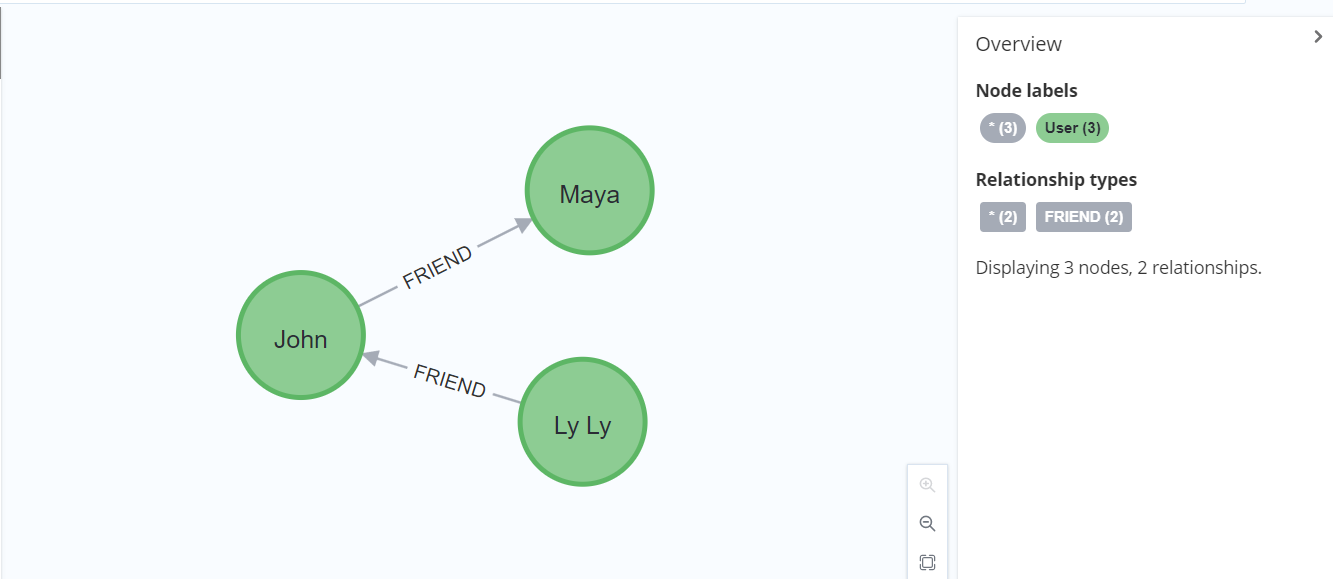 Maya
FRIEND
John
FRIEND
Ly Ly
Overview
Node labels
* (3) User (3)
Relationship types
* (2) FRIEND (2)
Displaying 3 nodes, 2 relationships.